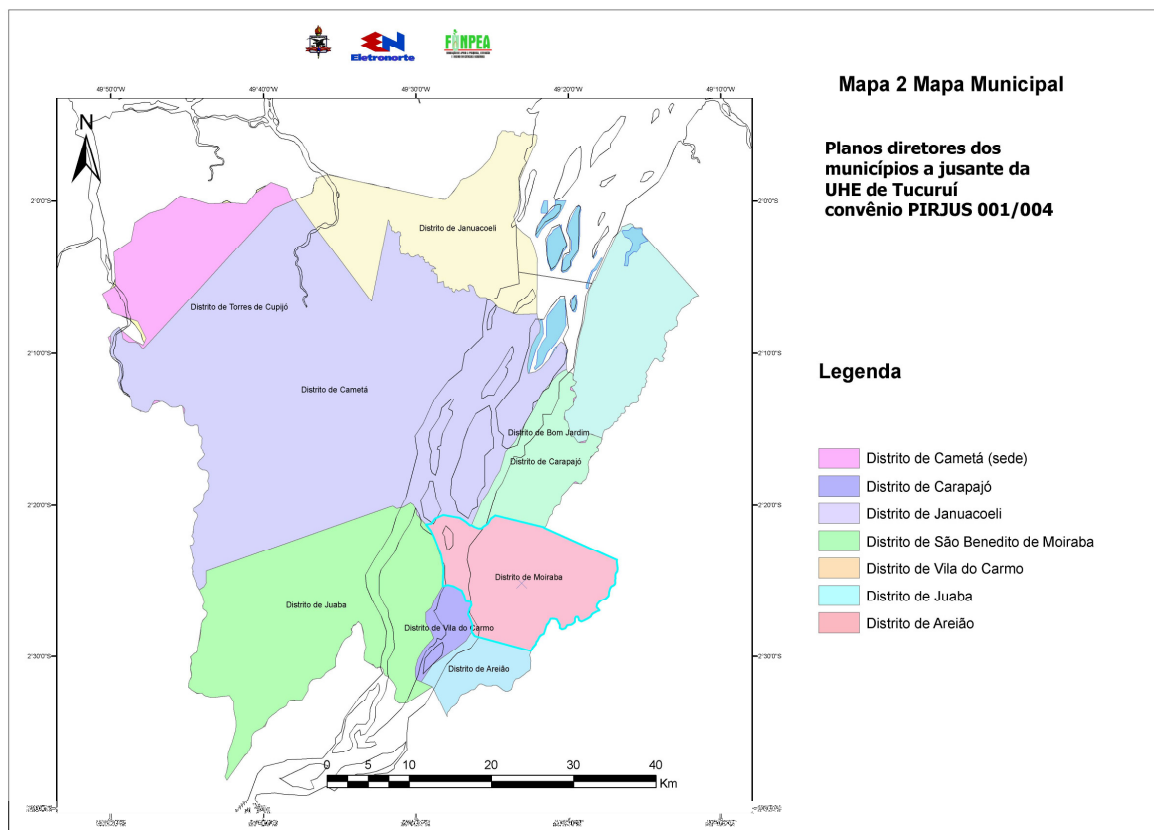 Eletronorte
FANPEA
Mapa 2 Mapa Municipal
Planos diretores dos
municípios a jusante da
UHE de Tucuruí
convênio PIRJUS 001/004
49°50'0"W 49°40'0"W 49°30'0"W 49°20'0"W 49°10'0"W
N
2°0'0"S 2°0'0"S
Distrito de Januacoeli
Distrito de Torres de Cupijó
2°10'0"S 2°10'0"S
Distrito de Cametá
Distrito de Bom Jardim
Distrito de Carapajó
2°20'0"S 2°20'0"S
Distrito de Moiraba
Distrito de Juaba
Distrito de Vila do Carmo
2°30'0"S 2°30'0"S
Distrito de Areião
0 5 10 20 30 40
Km
Legenda
Distrito de Cametá (sede)
Distrito de Carapajó
Distrito de Januacoeli
Distrito de São Benedito de Moiraba
Distrito de Vila do Carmo
Distrito de Juaba
Distrito de Areião